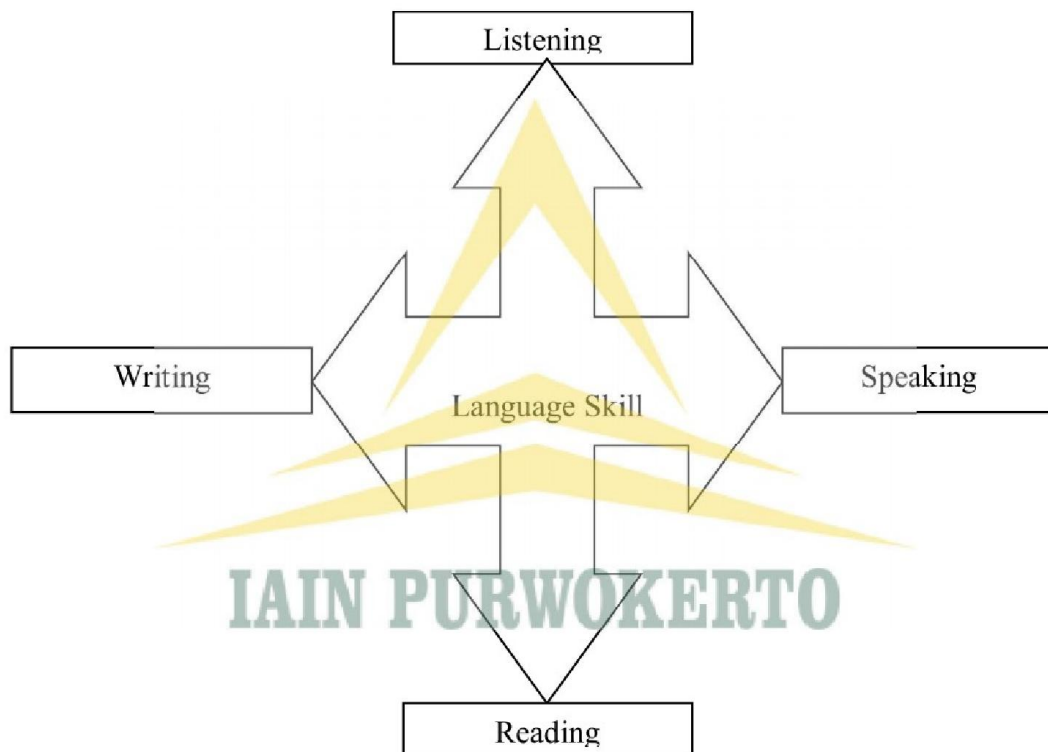 Listening
Writing
Speaking
Language Skill
IAIN PURWOKERTO
Reading